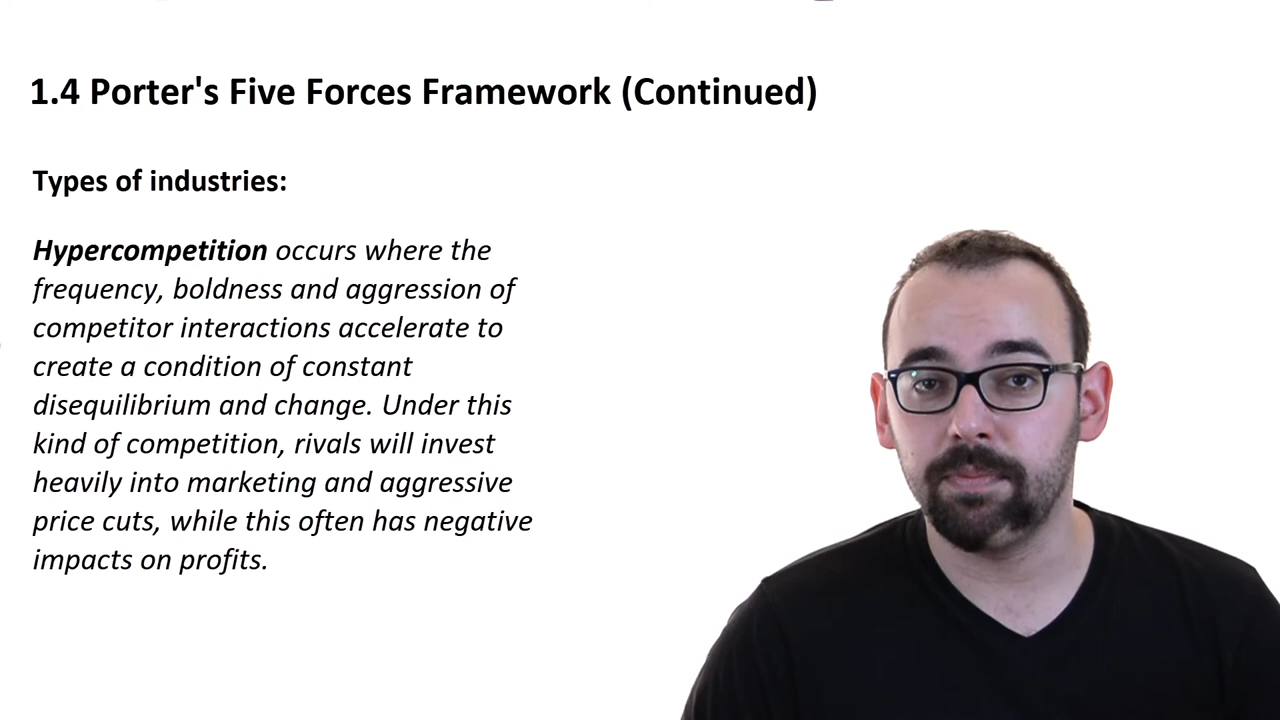 1.4 Porter's Five Forces Framework (Continued)
Types of industries:
Hypercompetition occurs where the
frequency, boldness and aggression of
competitor interactions accelerate to
create a condition of constant
disequilibrium and change. Under this
kind of competition, rivals will invest
heavily into marketing and aggressive
price cuts, while this often has negative
impacts on profits.